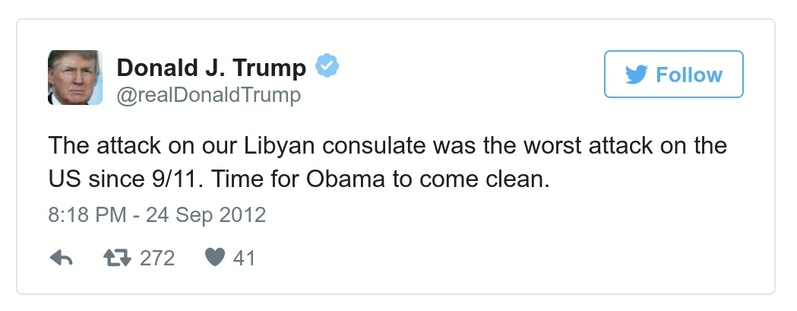 Donald J. Trump
@realDonaldTrump
Follow
The attack on our Libyan consulate was the worst attack on the
US since 9/11. Time for Obama to come clean.
8:18 PM - 24 Sep 2012
272 41